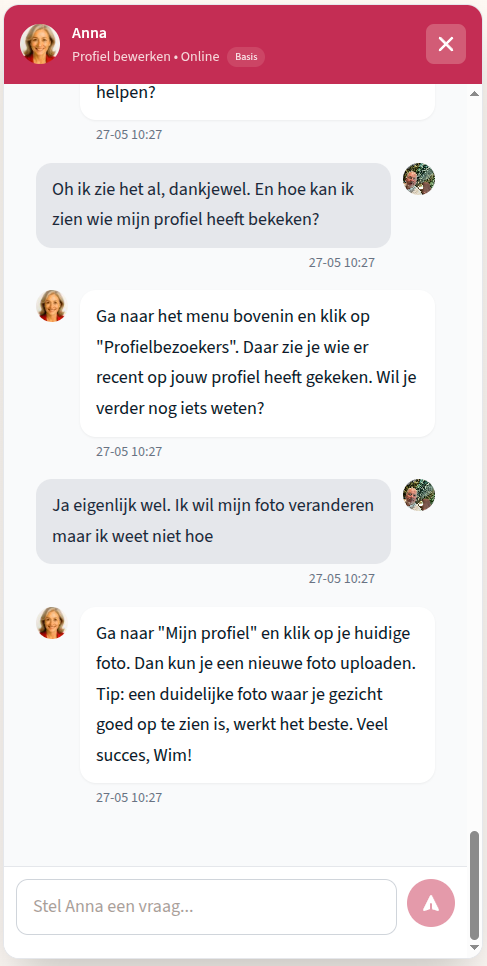 Anna
Profiel bewerken • Online Basis
helpen?
27-05 10:27
Oh ik zie het al, dankjewel. En hoe kan ik
zien wie mijn profiel heeft bekeken?
27-05 10:27
Ga naar het menu bovenin en klik op
"Profielbezoekers". Daar zie je wie er
recent op jouw profiel heeft gekeken. Wil je
verder nog iets weten?
27-05 10:27
Ja eigenlijk wel. Ik wil mijn foto veranderen
maar ik weet niet hoe
27-05 10:27
Ga naar "Mijn profiel" en klik op je huidige
foto. Dan kun je een nieuwe foto uploaden.
Tip: een duidelijke foto waar je gezicht
goed op te zien is, werkt het beste. Veel
succes, Wim!
27-05 10:27
Stel Anna een vraag...